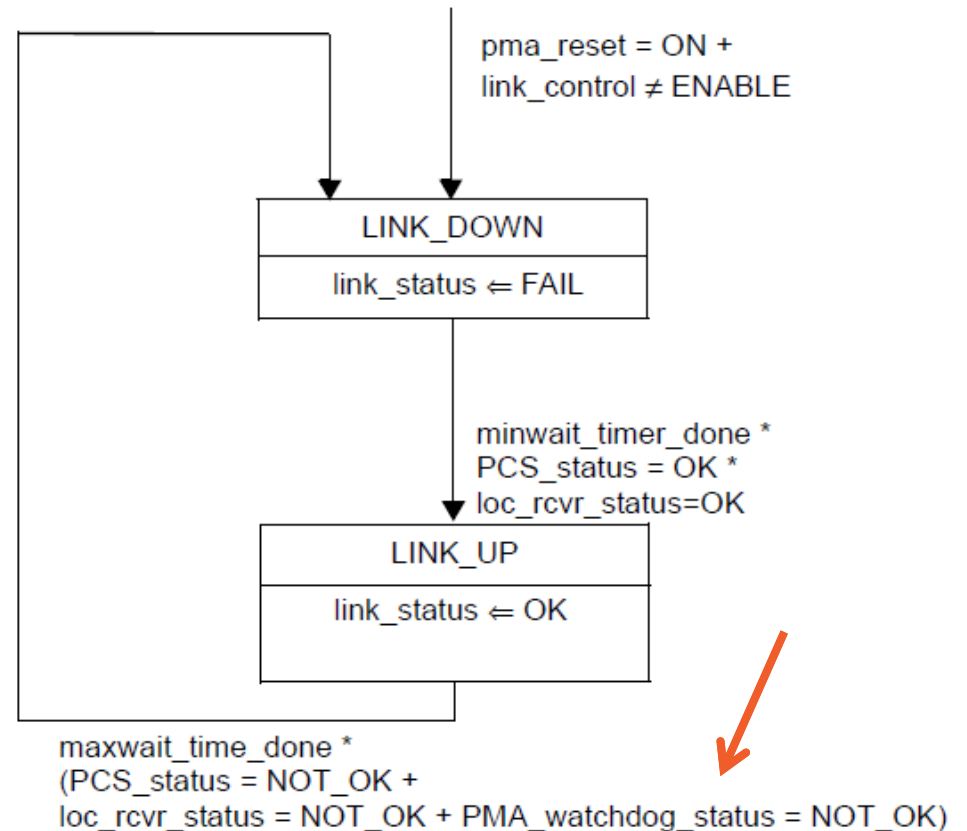 pma_reset = ON +
link_control ≠ ENABLE
LINK_DOWN
link_status ⇐ FAIL
minwait_timer_done *
PCS_status = OK *
loc_rcvr_status=OK
LINK_UP
link_status ⇐ OK
maxwait_time_done *
(PCS_status = NOT_OK +
loc_rcvr_status = NOT_OK + PMA_watchdog_status = NOT_OK)